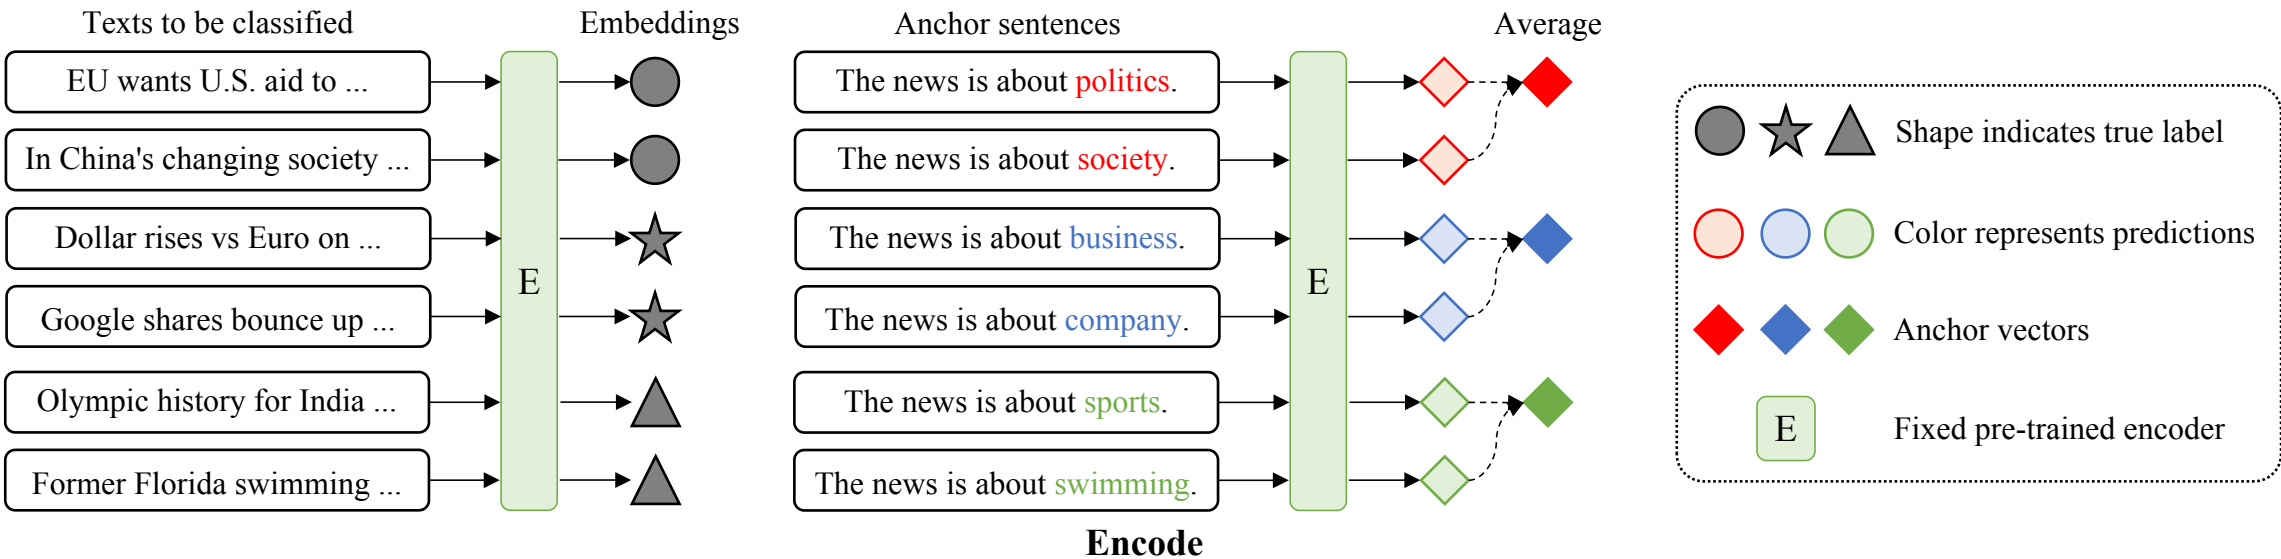 Texts to be classified
Embeddings
EU wants U.S. aid to ...
In China's changing society ...
Dollar rises vs Euro on ...
Google shares bounce up ...
Olympic history for India ...
Former Florida swimming ...
E
Anchor sentences
Average
The news is about politics.
The news is about society.
The news is about business.
The news is about company.
The news is about sports.
The news is about swimming.
E
Encode
Shape indicates true label
Color represents predictions
Anchor vectors
E
Fixed pre-trained encoder